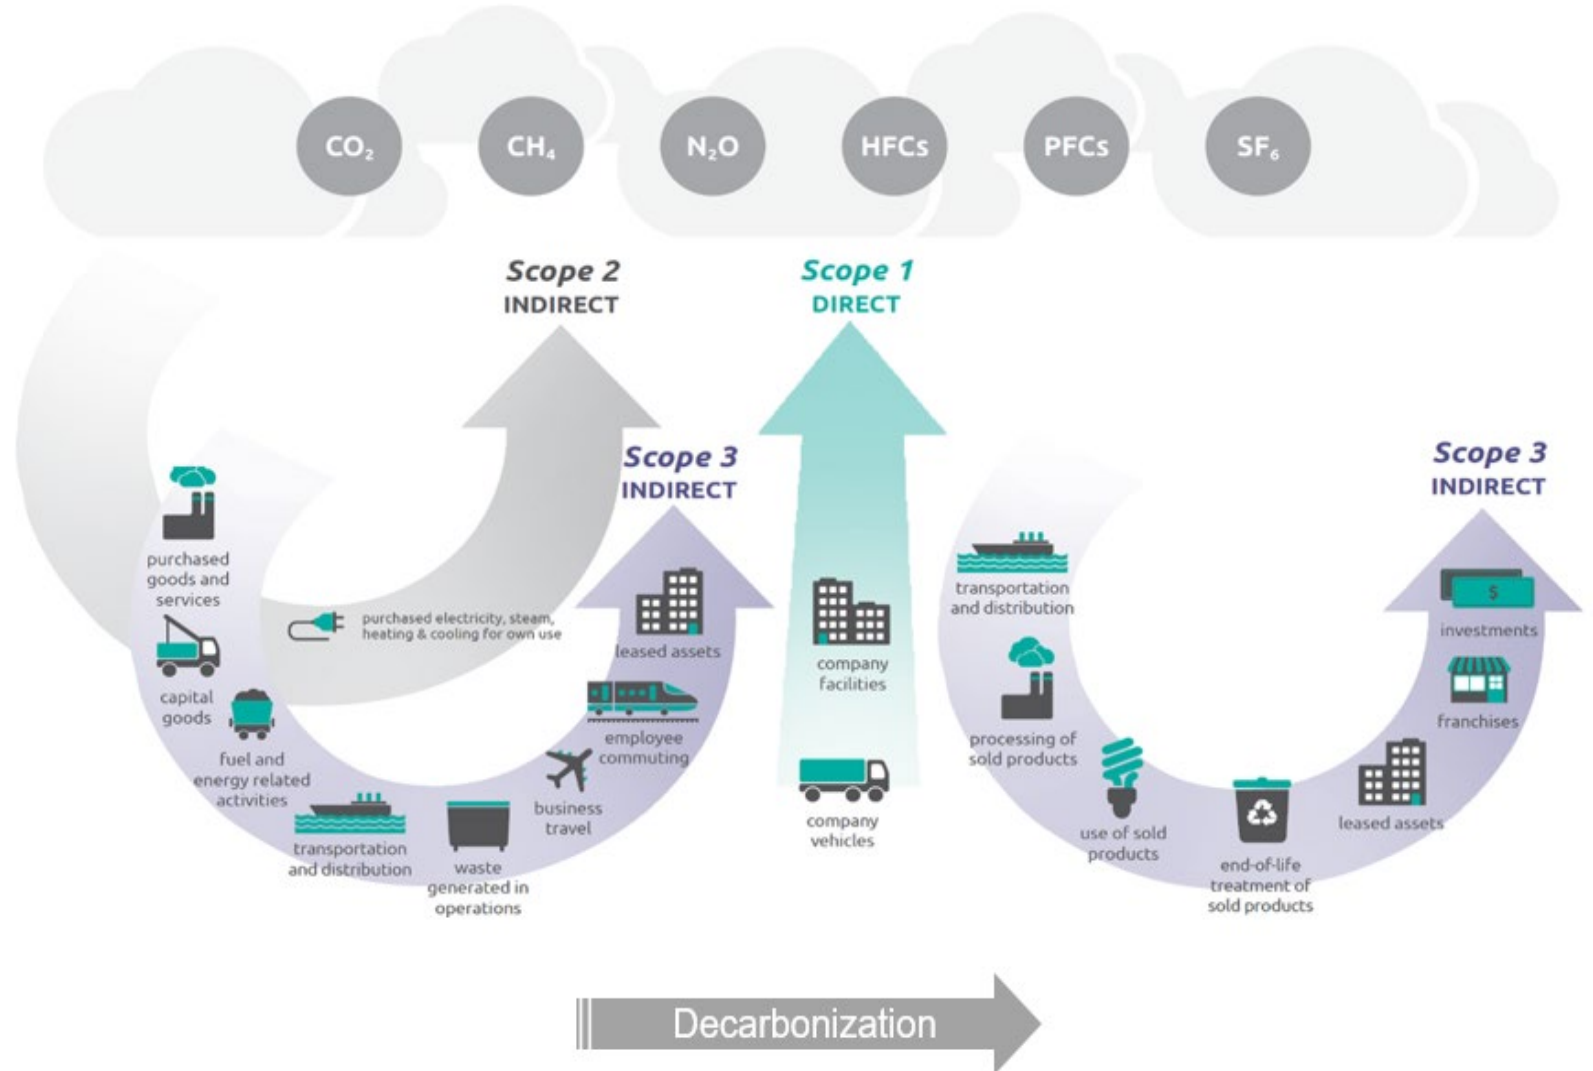 CO₂
CH₄
N₂O
HFCs
PFCs
SF₆
Scope 2
INDIRECT
Scope 1
DIRECT
Scope 3
INDIRECT
Scope 3
INDIRECT
purchased
goods and
services
capital
goods
fuel and
energy related
activities
transportation
and distribution
waste
generated in
operations
business
travel
employee
commuting
leased assets
purchased electricity, steam,
heating & cooling for own use
company
facilities
company
vehicles
transportation
and distribution
processing of
sold products
use of sold
products
end-of-life
treatment of
sold products
leased assets
franchises
$
investments
Decarbonization